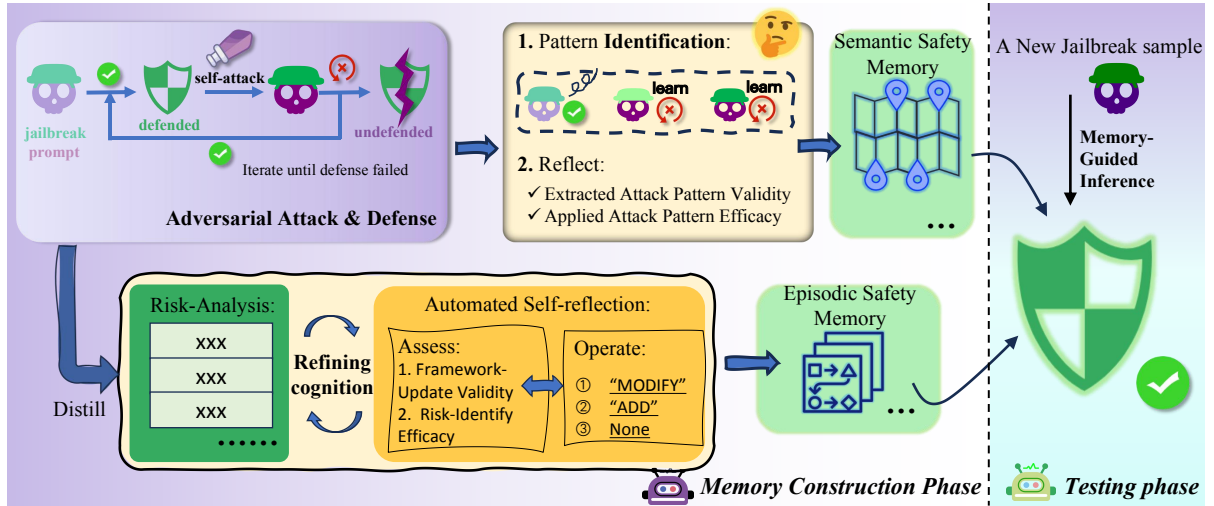 self-attack
jailbreak
prompt
defended
undefended
Iterate until defense failed
Adversarial Attack & Defense
1. Pattern Identification:
learn
learn
2. Reflect:
✓ Extracted Attack Pattern Validity
✓ Applied Attack Pattern Efficacy
Semantic Safety
Memory
...
A New Jailbreak sample
Memory-
Guided
Inference
Distill
Risk-Analysis:
XXX
XXX
XXX
......
Refining
cognition
Automated Self-reflection:
Assess:
1. Framework-
Update Validity
2. Risk-Identify
Efficacy
Operate:
① "MODIFY"
② "ADD"
③ None
Episodic Safety
Memory
...
Memory Construction Phase
Testing phase